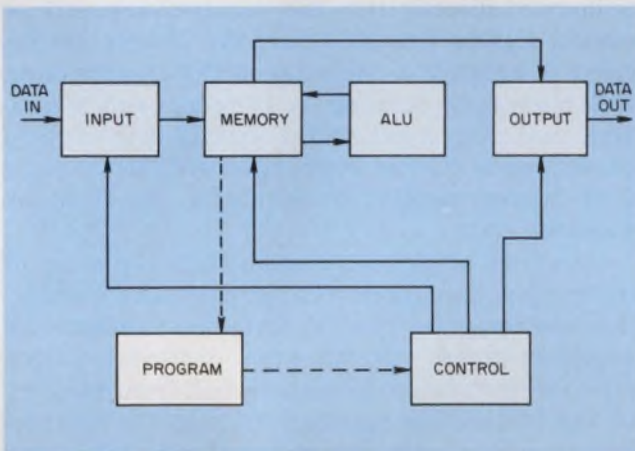 DATA
IN
INPUT
MEMORY
ALU
OUTPUT
DATA
OUT
PROGRAM
CONTROL